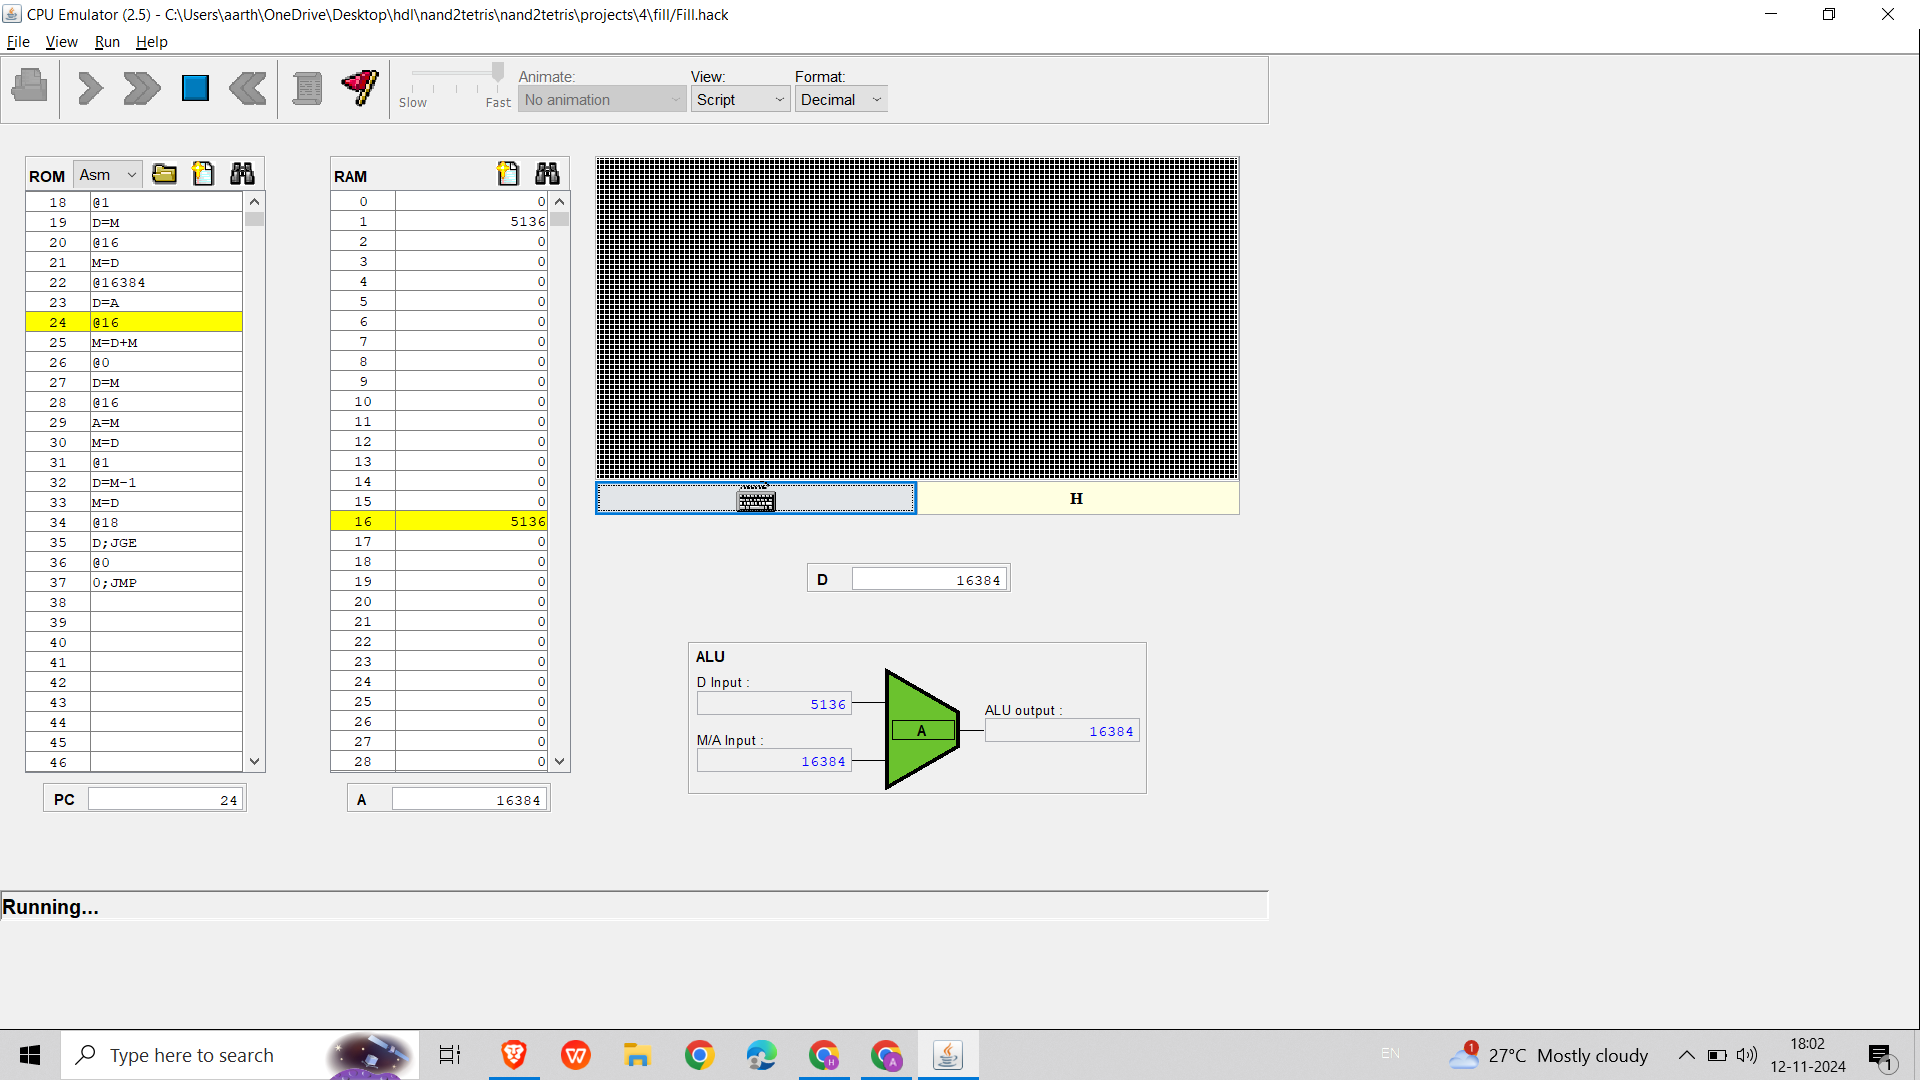 CPU Emulator (2.5) - C:\Users\aarth\OneDrive\Desktop\hdl\nand2tetris\nand2tetris\projects\4\fill/Fill.hack
File View Run Help
Animate: View: Format:
Slow Fast No animation Script Decimal
ROM Asm
18 @1
19 D=M
20 @16
21 M=D
22 @16384
23 D=A
24 @16
25 M=D+M
26 @0
27 D=M
28 @16
29 A=M
30 M=D
31 @1
32 D=M-1
33 M=D
34 @18
35 D;JGE
36 @0
37 0;JMP
38
39
40
41
42
43
44
45
46
PC 24
RAM
0 0
1 5136
2 0
3 0
4 0
5 0
6 0
7 0
8 0
9 0
10 0
11 0
12 0
13 0
14 0
15 0
16 5136
17 0
18 0
19 0
20 0
21 0
22 0
23 0
24 0
25 0
26 0
27 0
28 0
A 16384
H
D 16384
ALU
D Input :
5136
M/A Input :
16384
A
ALU output :
16384
Running...
Type here to search
W
H
A
EN
1
27°C Mostly cloudy
18:02
12-11-2024
1